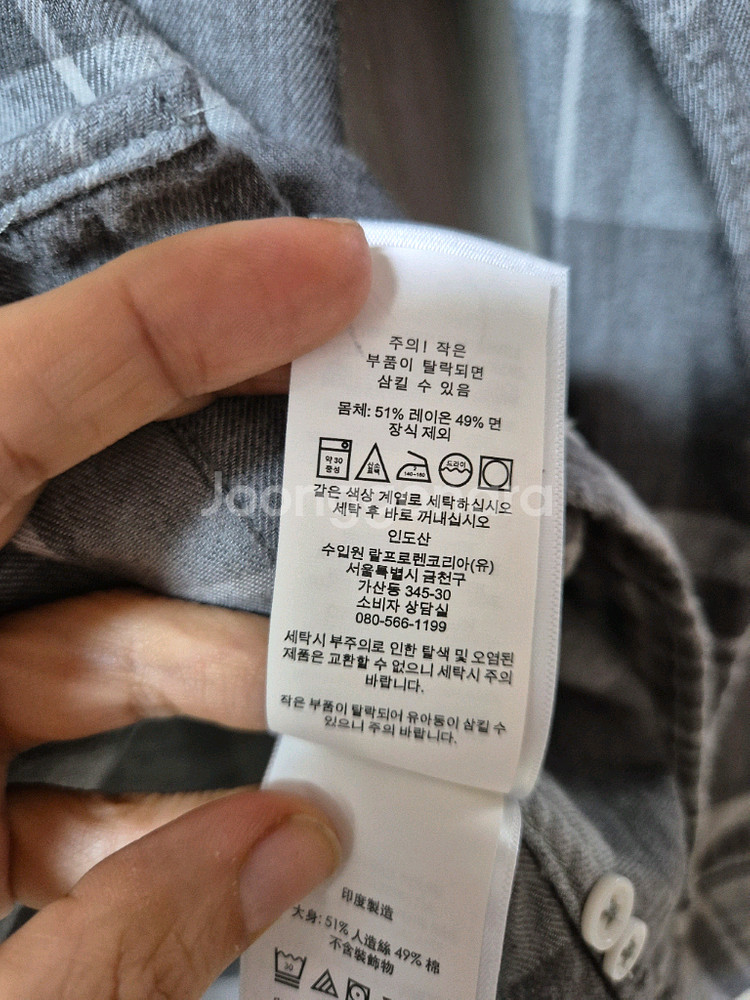 주의! 작은
부품이 탈락되면
삼킬 수 있음
몸체: 51% 레이온 49% 면
장식 제외
약 30
중성
산소
표백
3
140~160
드라이
같은 색상 계열로 세탁하십시오
세탁 후 바로 꺼내십시오
인도산
수입원 랄프로렌코리아(유)
서울특별시 금천구
가산동 345-30
소비자 상담실
080-566-1199
세탁시 부주의로 인한 탈색 및 오염된
제품은 교환할 수 없으니 세탁시 주의
바랍니다.
작은 부품이 탈락되어 유아동이 삼킬 수
있으니 주의 바랍니다.
印度製造
大身: 51% 人造絲 49% 棉
不含裝飾物
30